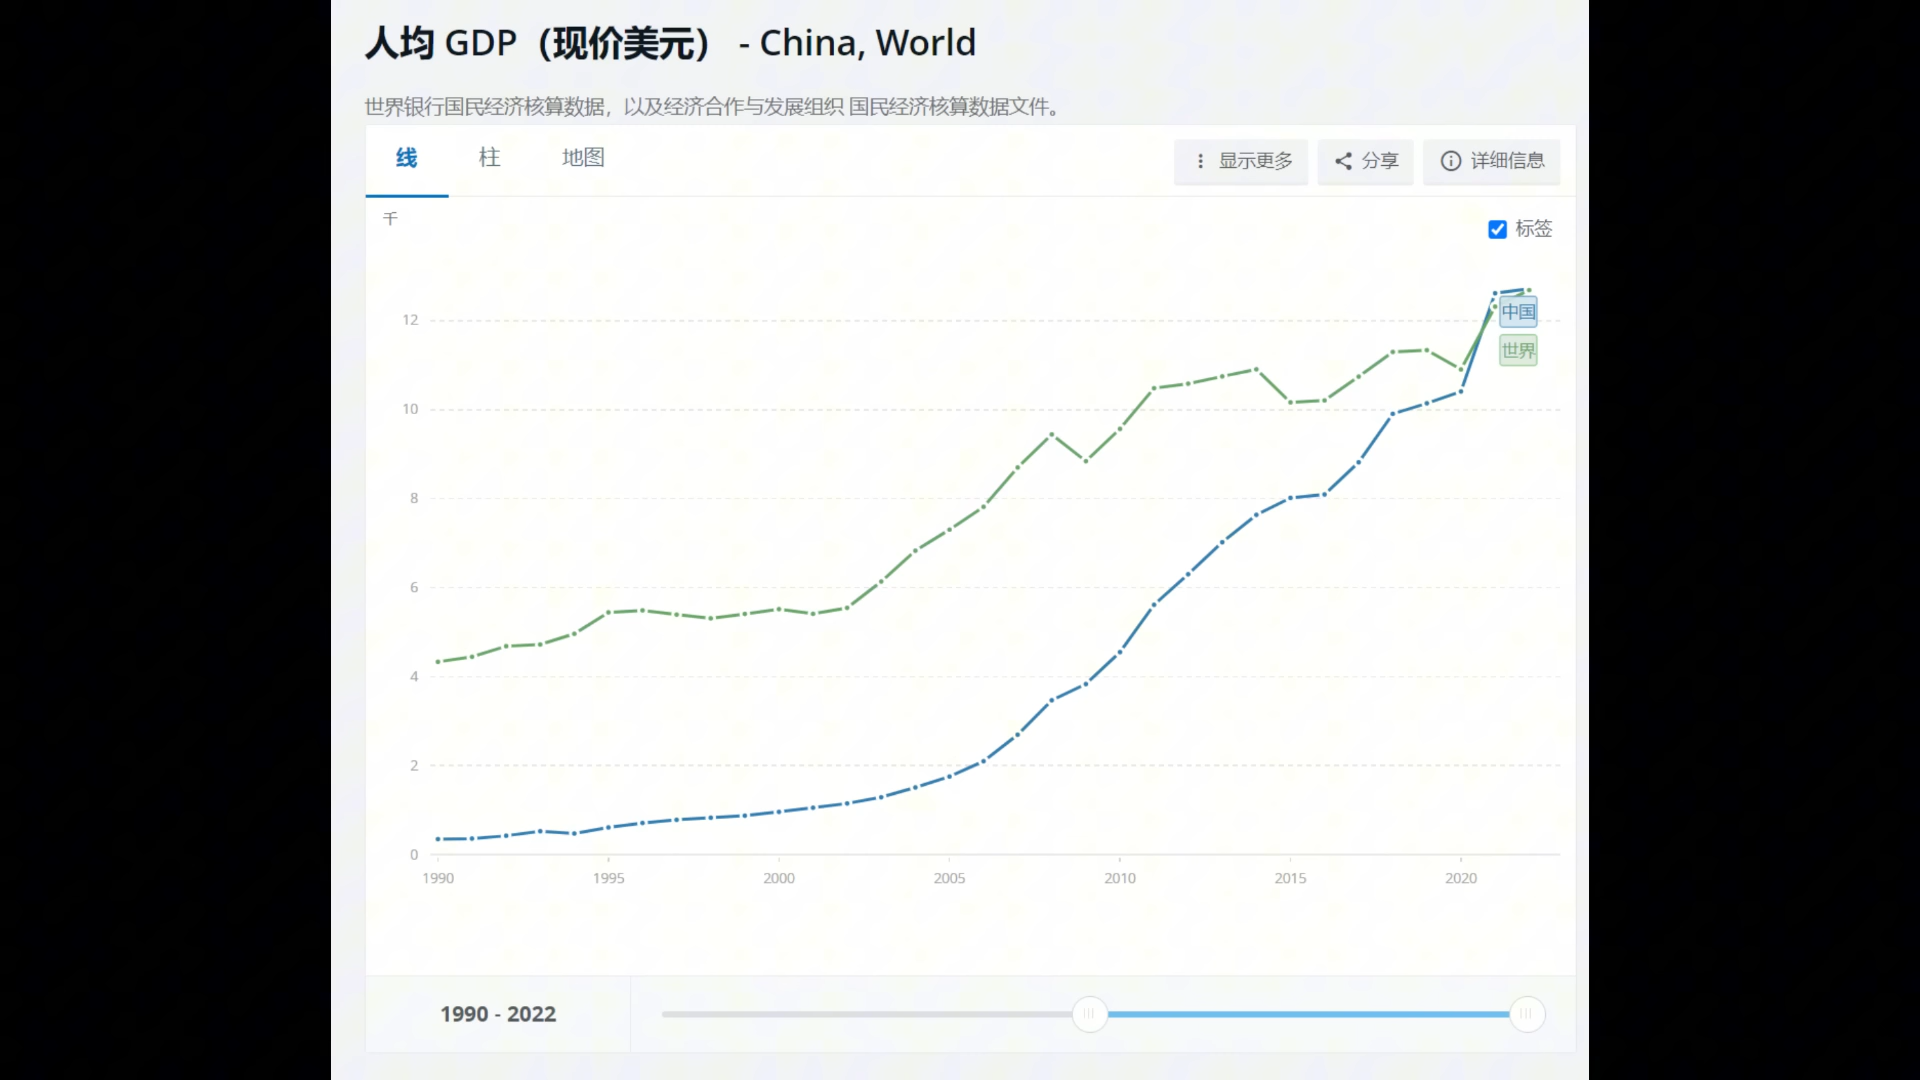 人均 GDP（现价美元） - China, World
世界银行国民经济核算数据，以及经济合作与发展组织 国民经济核算数据文件。
线 柱 地图 显示更多 分享 详细信息
千
标签
中国
12
世界
10
8
6
4
2
0
1990 1995 2000 2005 2010 2015 2020
1990 - 2022